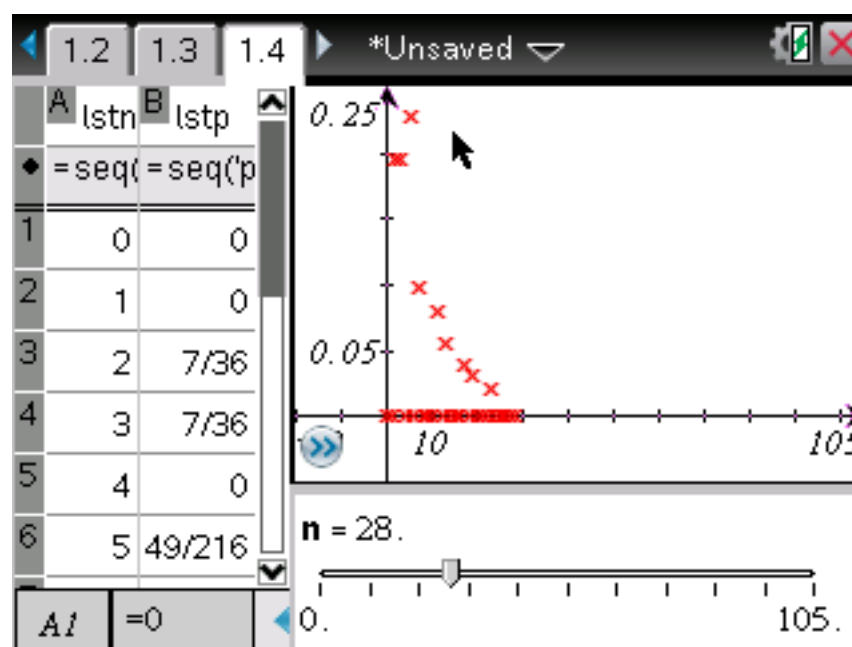 1.2 1.3 1.4 *Unsaved
A lstn B lstp
=seq( =seq('p
1 0 0
2 1 0
3 2 7/36
4 3 7/36
5 4 0
6 5 49/216
A1 =0
0.25
0.05
10 105
n = 28.
0. 105.